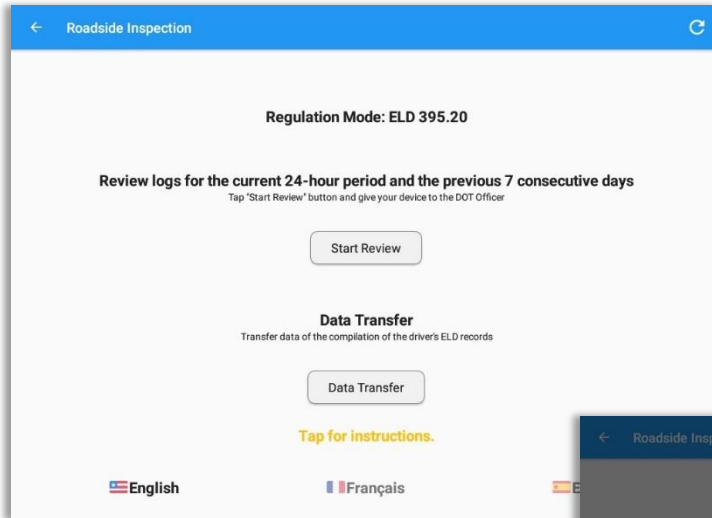 Roadside Inspection
Regulation Mode: ELD 395.20
Review logs for the current 24-hour period and the previous 7 consecutive days
Tap "Start Review" button and give your device to the DOT Officer
Start Review
Data Transfer
Transfer data of the compilation of the driver's ELD records
Data Transfer
Tap for instructions.
English
Français
Roadside